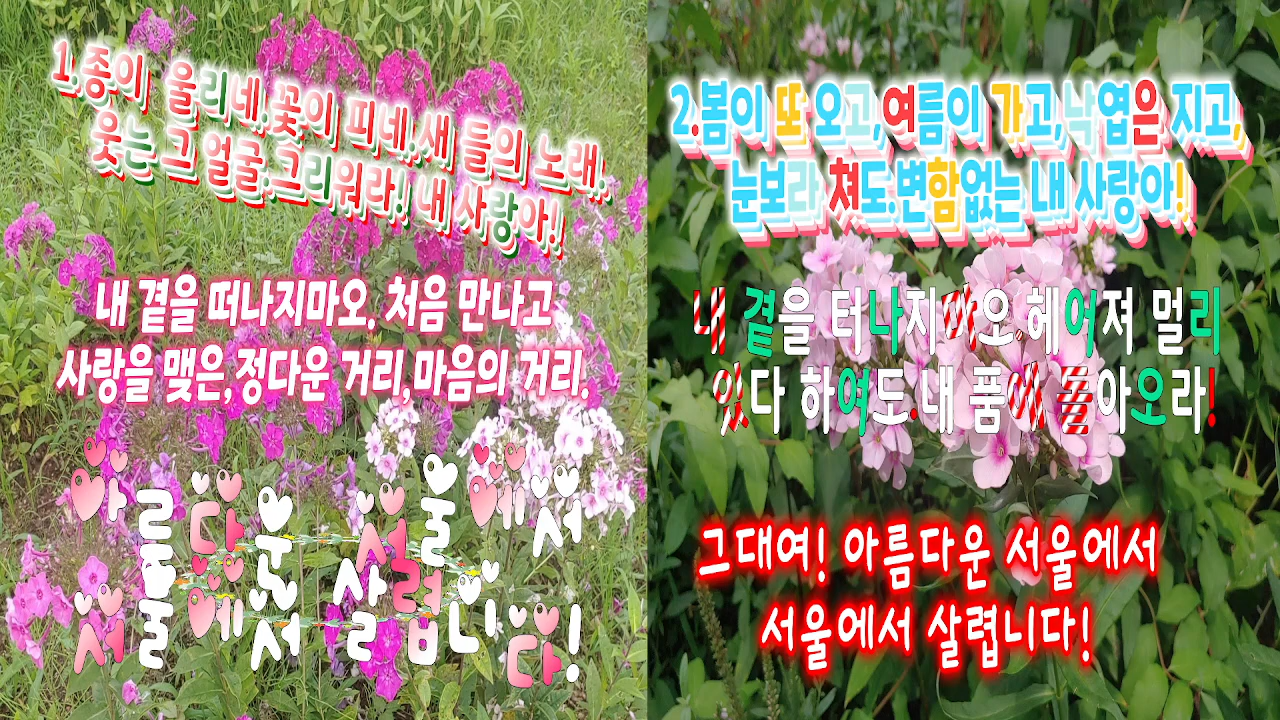 1.종이 울리네.꽃이 피네.새 들의 노래.
웃는 그 얼굴.그리워라! 내 사랑아!
내 곁을 떠나지마오. 처음 만나고
사랑을 맺은,정다운 거리,마음의 거리.
아름다운 서울에서
서울에서 살렵니다!
2.봄이 또 오고,여름이 가고,낙엽은 지고,
눈보라 쳐도.변함없는 내 사랑아!
내 곁을 터나지마오.헤어져 멀리
있다 하여도.내 품에 돌아오라!
그대여! 아름다운 서울에서
서울에서 살렵니다!